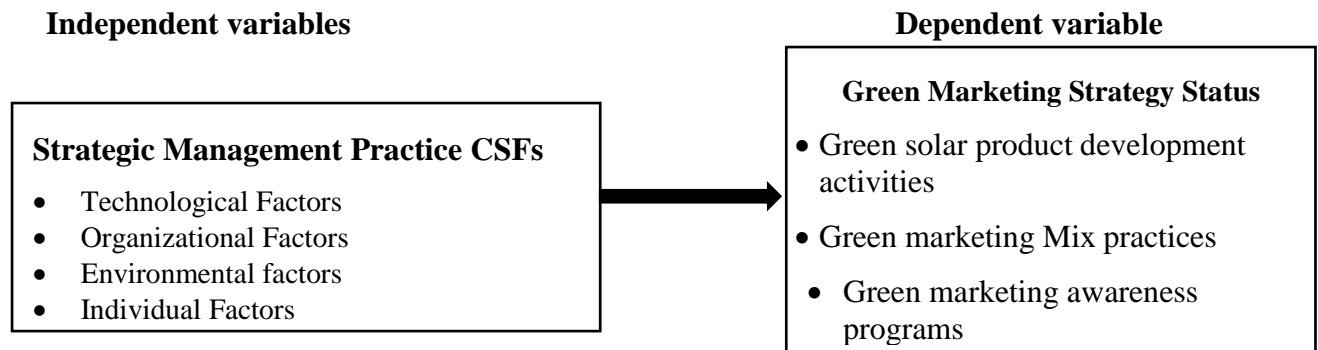 Independent variables
Dependent variable
Strategic Management Practice CSFs
• Technological Factors
• Organizational Factors
• Environmental factors
• Individual Factors
Green Marketing Strategy Status
• Green solar product development
activities
• Green marketing Mix practices
• Green marketing awareness
programs